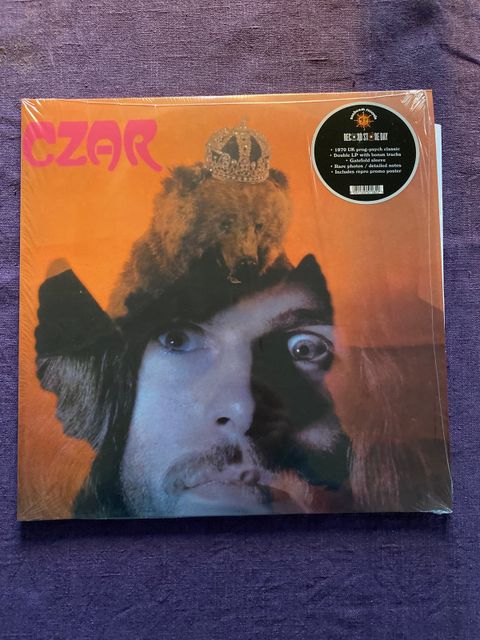 CZAR
RECORD STORE DAY
• 1970 UK prog-psych classic
• Double LP with bonus tracks
• Gatefold sleeve
• Rare photos / detailed notes
• Includes repro promo poster